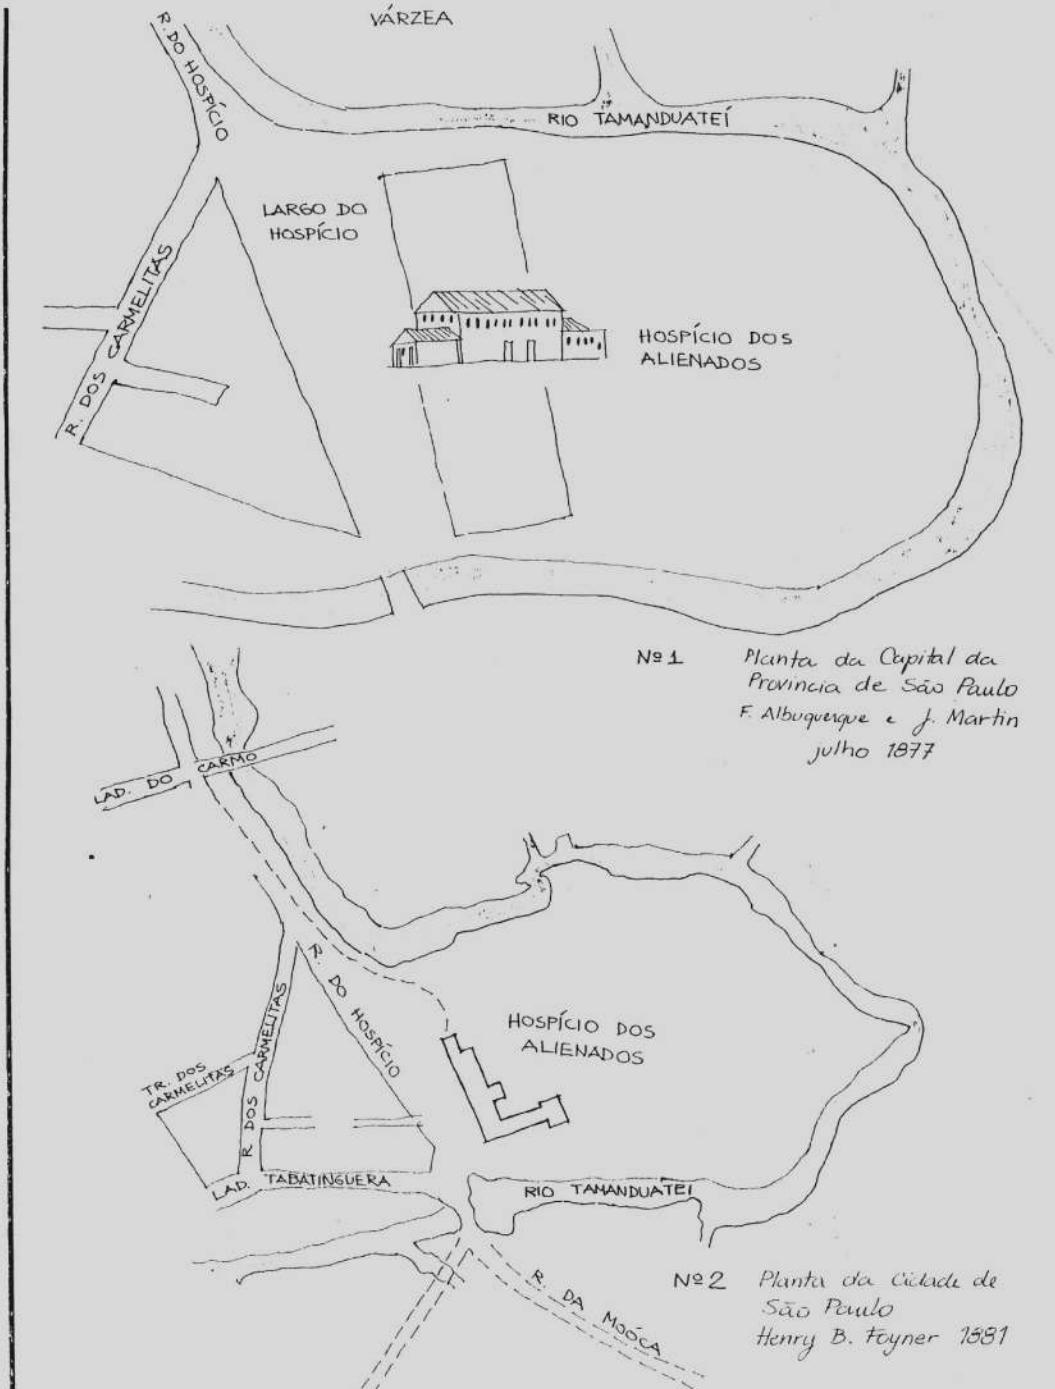 VÁRZEA
R. DO HOSPÍCIO
RIO TAMANDUATEÍ
LARGO DO
HOSPÍCIO
R. DOS CARMELITAS
HOSPÍCIO DOS
ALIENADOS
Nº 1 Planta da Capital da
Provincia de São Paulo
F. Albuquerque e J. Martin
julho 1877
LAD. DO CARMO
R. DO HOSPÍCIO
HOSPÍCIO DOS
ALIENADOS
TR. DOS
CARMELITAS
R. DOS CARMELITAS
LAD. TABATINGUERA
RIO TAMANDUATEÍ
R. DA MOÓCA
Nº 2 Planta da Cidade de
São Paulo
Henry B. Foyner 1881